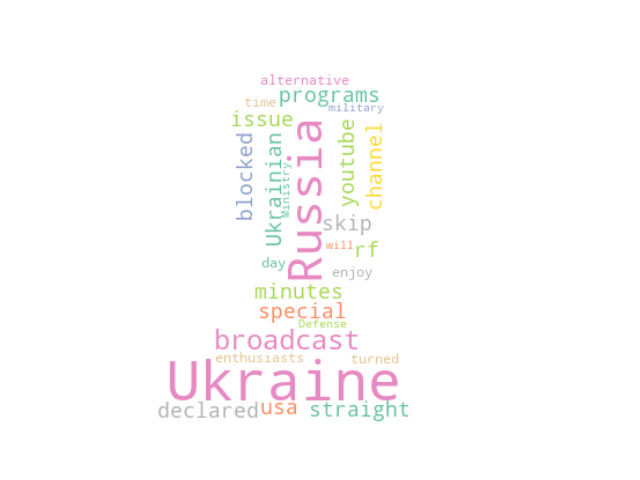 alternative
time programs
military
issue
blocked
Ukrainian
Ministry
Russia
youtube
channel
skip
will rf
day
enjoy
minutes
special
Defense
broadcast
enthusiasts turned
Ukraine
declared usa straight